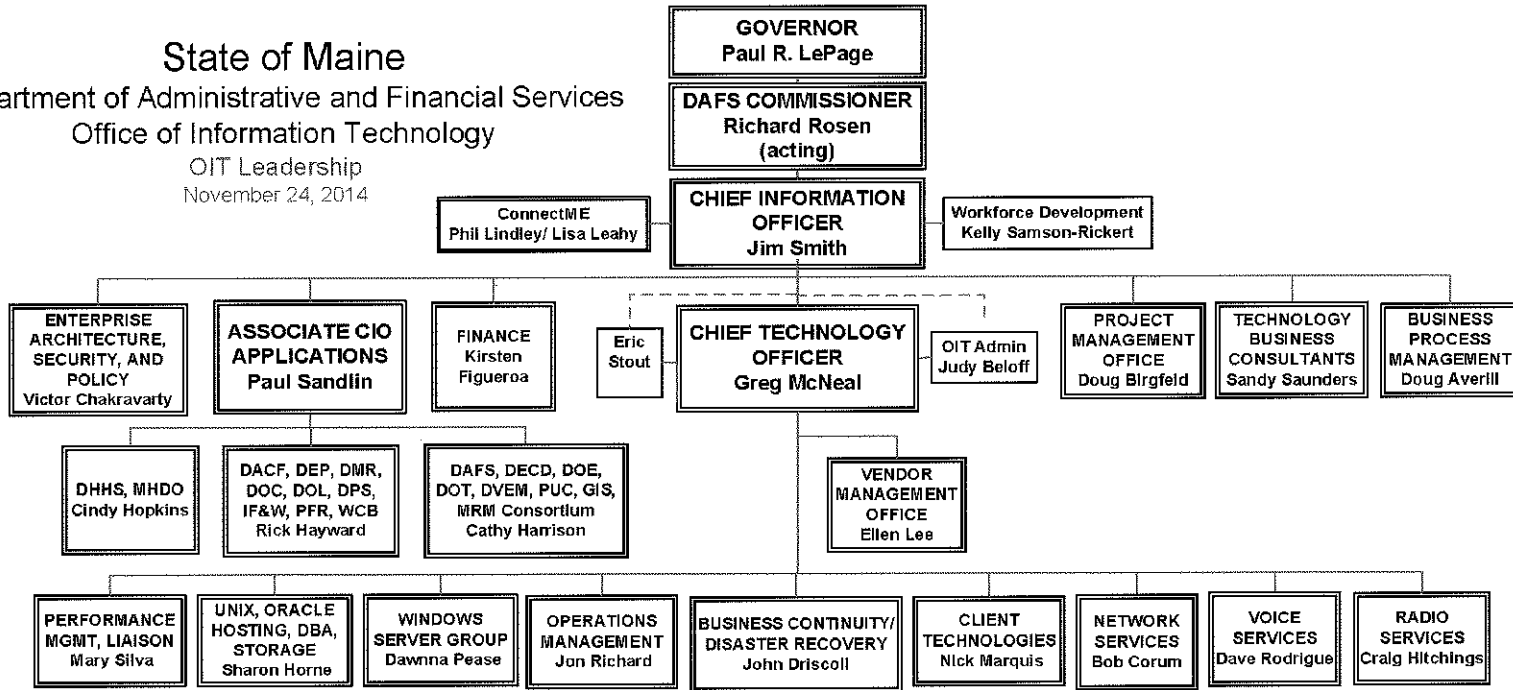 State of Maine
artment of Administrative and Financial Services
Office of Information Technology
OIT Leadership
November 24, 2014
GOVERNOR
Paul R. LePage
DAFS COMMISSIONER
Richard Rosen
(acting)
CHIEF INFORMATION
OFFICER
Jim Smith
ConnectME
Phil Lindley/ Lisa Leahy
Workforce Development
Kelly Samson-Rickert
ENTERPRISE
ARCHITECTURE,
SECURITY, AND
POLICY
Victor Chakravarty
ASSOCIATE CIO
APPLICATIONS
Paul Sandlin
FINANCE
Kirsten
Figueroa
Eric
Stout
CHIEF TECHNOLOGY
OFFICER
Greg McNeal
OIT Admin
Judy Beloff
PROJECT
MANAGEMENT
OFFICE
Doug Birgfeld
TECHNOLOGY
BUSINESS
CONSULTANTS
Sandy Saunders
BUSINESS
PROCESS
MANAGEMENT
Doug Averill
DHHS, MHDO
Cindy Hopkins
DACF, DEP, DMR,
DOC, DOL, DPS,
IF&W, PFR, WCB
Rick Hayward
DAFS, DECD, DOE,
DOT, DVEM, PUC, GIS,
MRM Consortium
Cathy Harrison
VENDOR
MANAGEMENT
OFFICE
Ellen Lee
PERFORMANCE
MGMT, LIAISON
Mary Silva
UNIX, ORACLE
HOSTING, DBA,
STORAGE
Sharon Horne
WINDOWS
SERVER GROUP
Dawnna Pease
OPERATIONS
MANAGEMENT
Jon Richard
BUSINESS CONTINUITY/
DISASTER RECOVERY
John Driscoll
CLIENT
TECHNOLOGIES
Nick Marquis
NETWORK
SERVICES
Bob Corum
VOICE
SERVICES
Dave Rodrigue
RADIO
SERVICES
Craig Hitchings